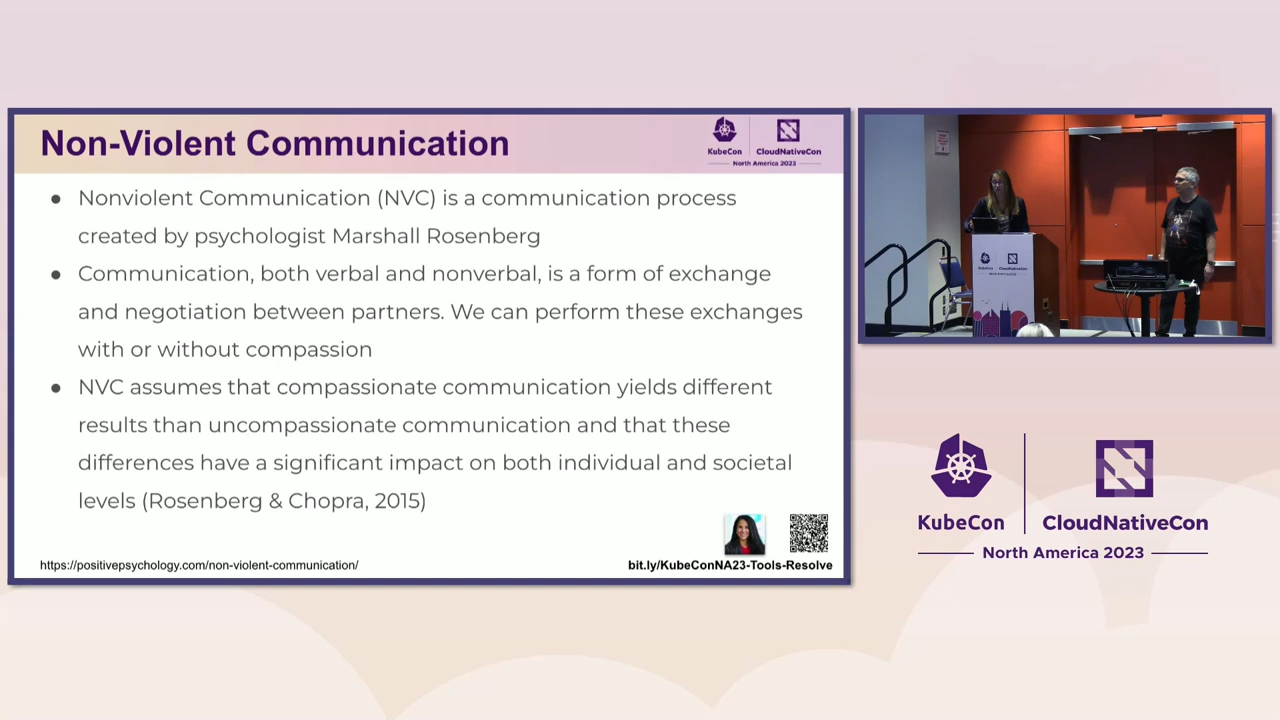 Non-Violent Communication
KubeCon
CloudNativeCon
North America 2023
● Nonviolent Communication (NVC) is a communication process
created by psychologist Marshall Rosenberg
● Communication, both verbal and nonverbal, is a form of exchange
and negotiation between partners. We can perform these exchanges
with or without compassion
● NVC assumes that compassionate communication yields different
results than uncompassionate communication and that these
differences have a significant impact on both individual and societal
levels (Rosenberg & Chopra, 2015)
https://positivepsychology.com/non-violent-communication/
bit.ly/KubeConNA23-Tools-Resolve
KubeCon
CloudNativeCon
KubeCon
CloudNativeCon
North America 2023